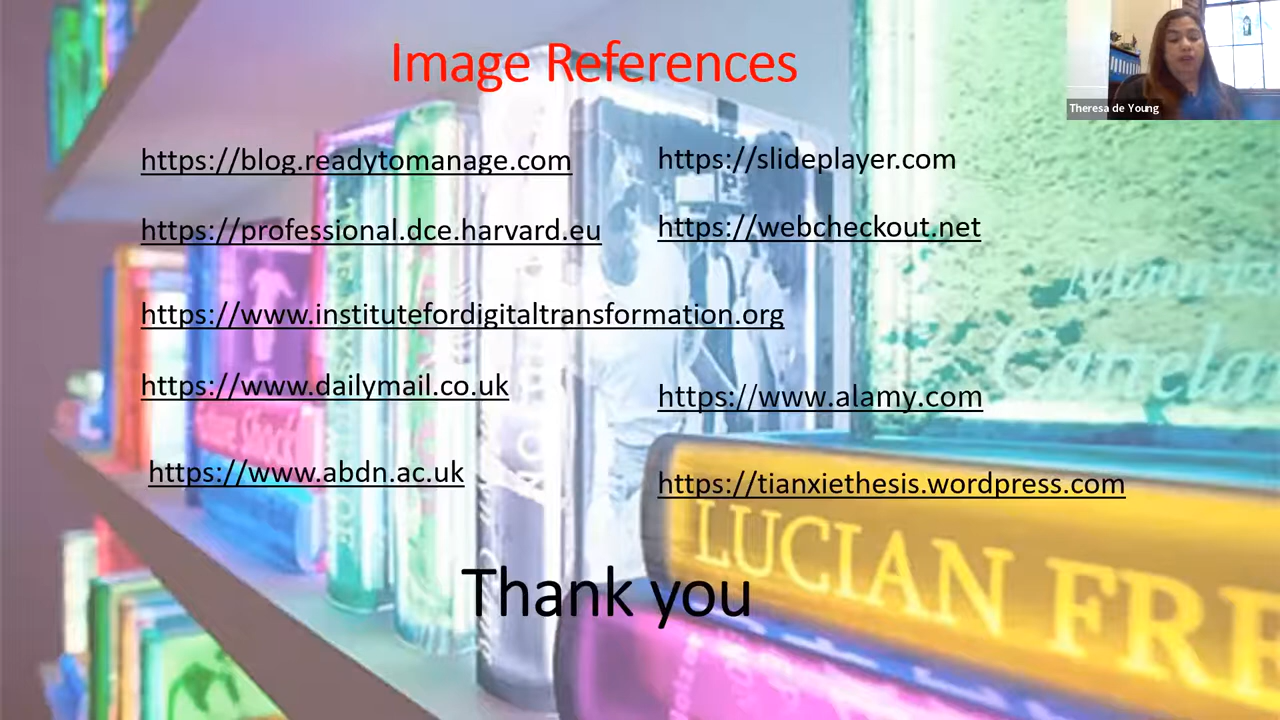 Image References
Theresa de Young
https://blog.readytomanage.com
https://slideplayer.com
https://professional.dce.harvard.eu
https://webcheckout.net
https://www.institutefordigitaltransformation.org
https://www.dailymail.co.uk
https://www.alamy.com
https://www.abdn.ac.uk
https://tianxiethesis.wordpress.com
LUCIAN FRE
Thank you